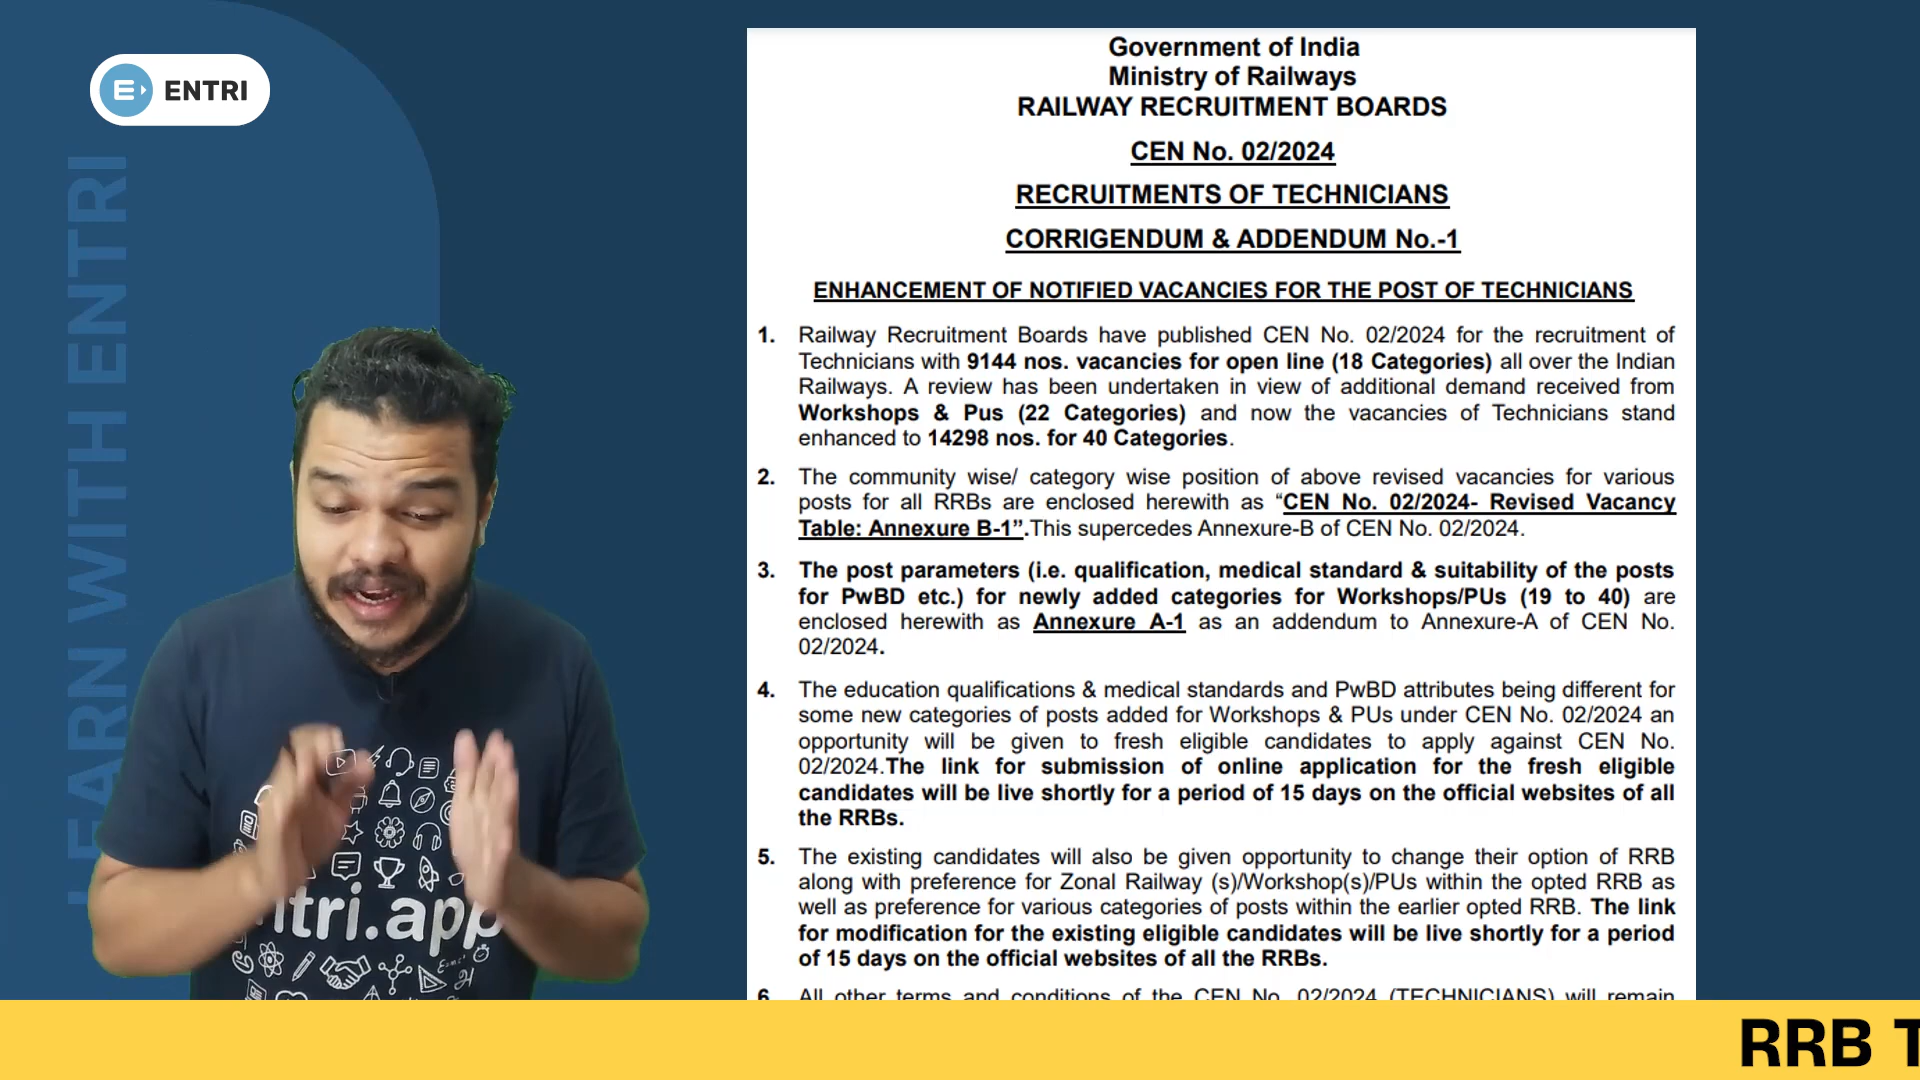 ENTRI
LEARN WITH ENTRI
Government of India
Ministry of Railways
RAILWAY RECRUITMENT BOARDS
CEN No. 02/2024
RECRUITMENTS OF TECHNICIANS
CORRIGENDUM & ADDENDUM No.-1
ENHANCEMENT OF NOTIFIED VACANCIES FOR THE POST OF TECHNICIANS
1. Railway Recruitment Boards have published CEN No. 02/2024 for the recruitment of
Technicians with 9144 nos. vacancies for open line (18 Categories) all over the Indian
Railways. A review has been undertaken in view of additional demand received from
Workshops & Pus (22 Categories) and now the vacancies of Technicians stand
enhanced to 14298 nos. for 40 Categories.
2. The community wise/ category wise position of above revised vacancies for various
posts for all RRBs are enclosed herewith as “CEN No. 02/2024- Revised Vacancy
Table: Annexure B-1”.This supercedes Annexure-B of CEN No. 02/2024.
3. The post parameters (i.e. qualification, medical standard & suitability of the posts
for PwBD etc.) for newly added categories for Workshops/PUs (19 to 40) are
enclosed herewith as Annexure A-1 as an addendum to Annexure-A of CEN No.
02/2024.
4. The education qualifications & medical standards and PwBD attributes being different for
some new categories of posts added for Workshops & PUs under CEN No. 02/2024 an
opportunity will be given to fresh eligible candidates to apply against CEN No.
02/2024.The link for submission of online application for the fresh eligible
candidates will be live shortly for a period of 15 days on the official websites of all
the RRBs.
5. The existing candidates will also be given opportunity to change their option of RRB
along with preference for Zonal Railway (s)/Workshop(s)/PUs within the opted RRB as
well as preference for various categories of posts within the earlier opted RRB. The link
for modification for the existing eligible candidates will be live shortly for a period
of 15 days on the official websites of all the RRBs.
6. All other terms and conditions of the CEN No. 02/2024 (TECHNICIANS) will remain
ntri.app
RRB T